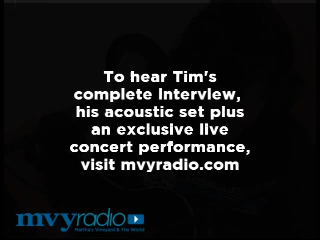 To hear Tim's
complete interview,
his acoustic set plus
an exclusive live
concert performance,
visit mvyradio.com
mvyradio
Martha's Vineyard & The World